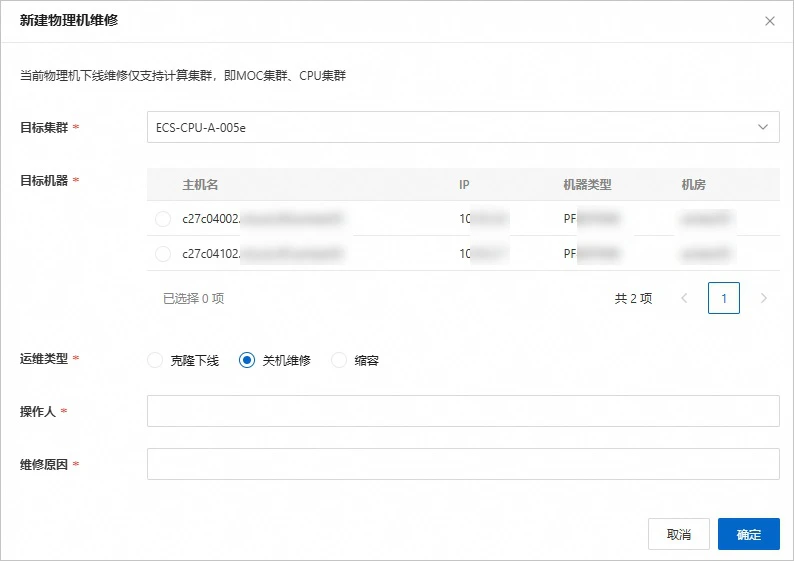 新建物理机维修
当前物理机下线维修仅支持计算集群，即MOC集群、CPU集群
目标集群 * ECS-CPU-A-005e
目标机器 * 主机名 IP 机器类型 机房
c27c04002. 10 PF
c27c04102. 10 PF
已选择 0 项 共 2 项 1
运维类型 * 克隆下线 关机维修 缩容
操作人 *
维修原因 *
取消 确定